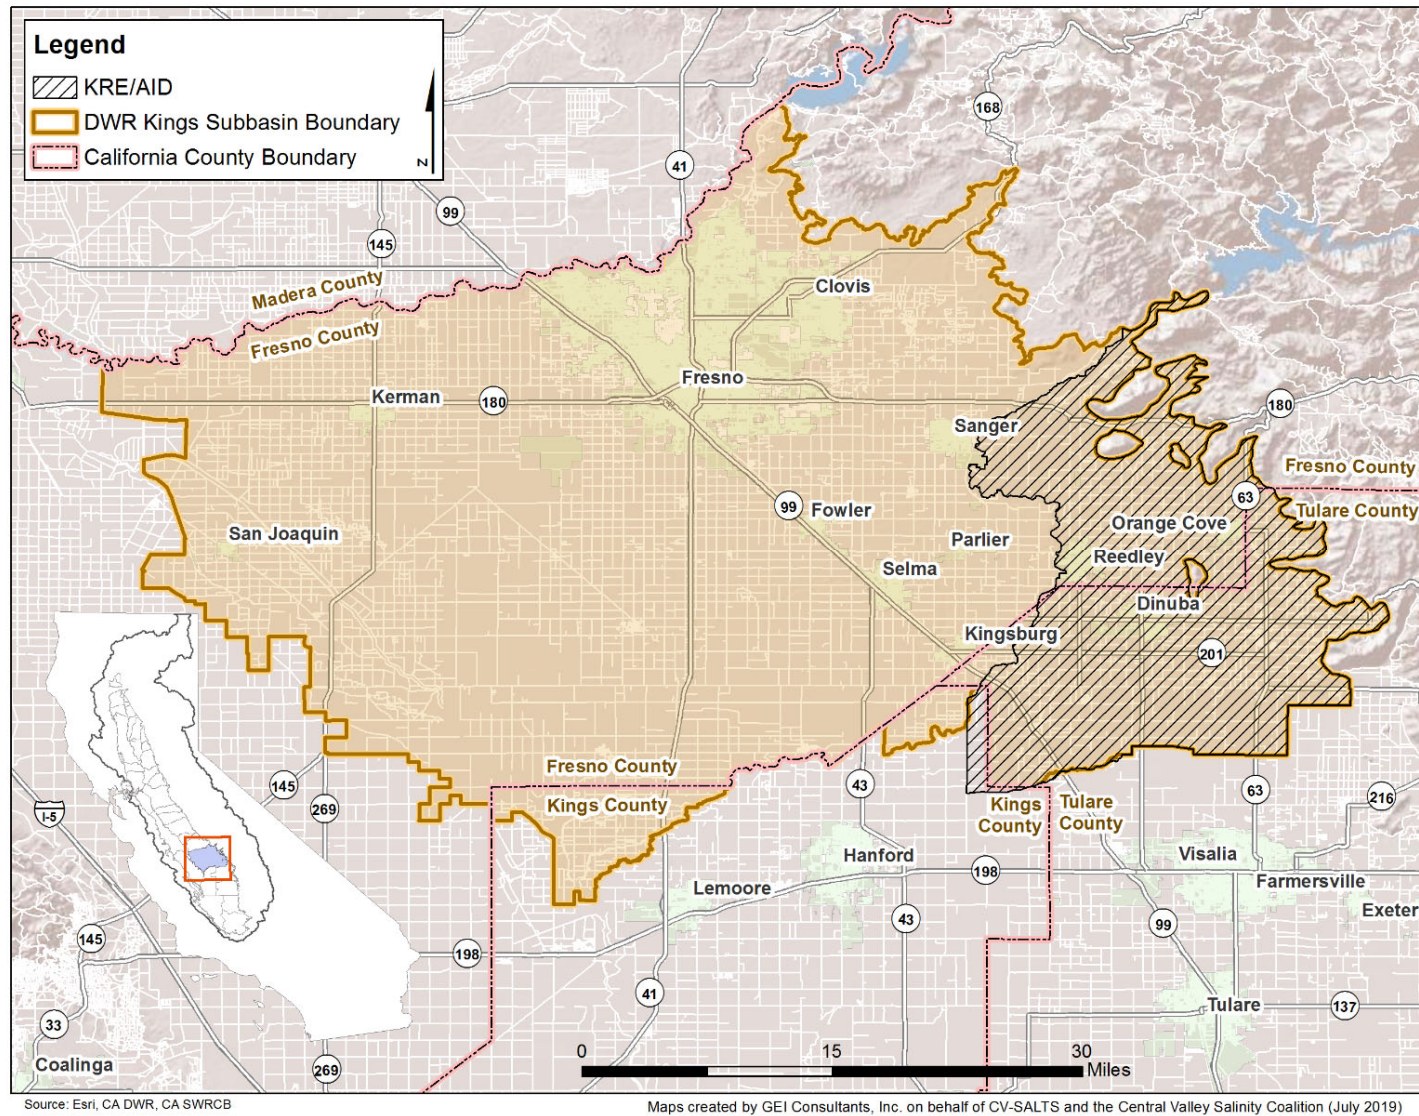 Legend
KRE/AID
DWR Kings Subbasin Boundary
California County Boundary
N
168
41
99
145
Madera County
Fresno County
Clovis
Fresno
Kerman
180
Sanger
180
Fresno County
Tulare County
63
99
Fowler
Orange Cove
San Joaquin
Parlier
Reedley
Selma
Dinuba
Kingsburg
201
Fresno County
Kings County
145
269
43
Kings
County
Tulare
County
63
216
I-5
Hanford
Visalia
198
Lemoore
Farmersville
Exeter
43
99
145
198
41
Tulare
137
33
Coalinga
269
0
15
30
Miles
Source: Esri, CA DWR, CA SWRCB
Maps created by GEI Consultants, Inc. on behalf of CV-SALTS and the Central Valley Salinity Coalition (July 2019)